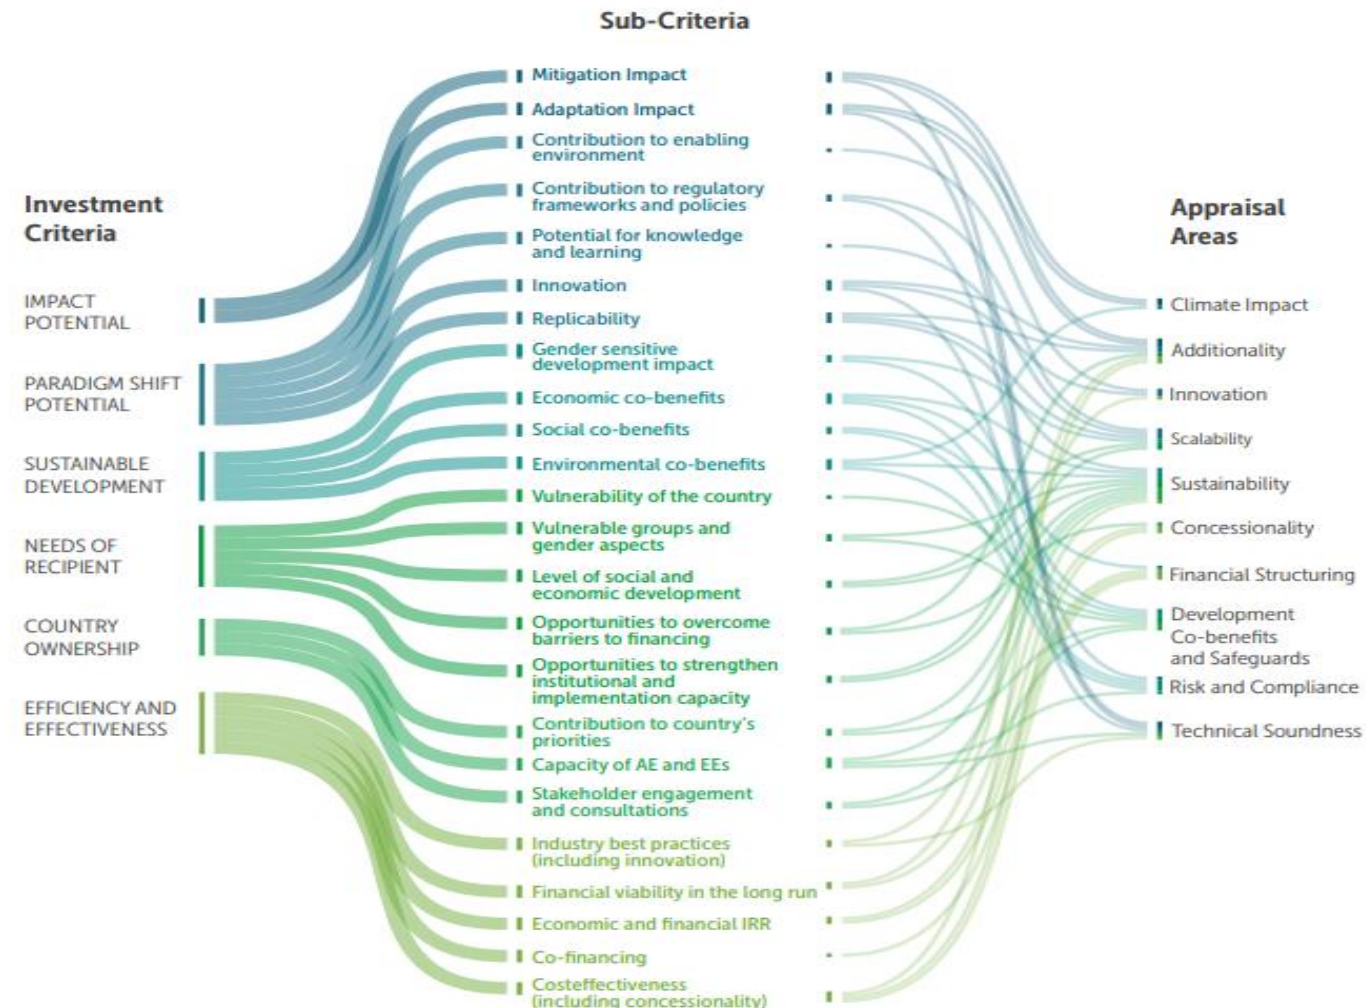 Sub-Criteria
Investment
Criteria
IMPACT
POTENTIAL
PARADIGM SHIFT
POTENTIAL
SUSTAINABLE
DEVELOPMENT
NEEDS OF
RECIPIENT
COUNTRY
OWNERSHIP
EFFICIENCY AND
EFFECTIVENESS
Mitigation Impact
Adaptation Impact
Contribution to enabling
environment
Contribution to regulatory
frameworks and policies
Potential for knowledge
and learning
Innovation
Replicability
Gender sensitive
development impact
Economic co-benefits
Social co-benefits
Environmental co-benefits
Vulnerability of the country
Vulnerable groups and
gender aspects
Level of social and
economic development
Opportunities to overcome
barriers to financing
Opportunities to strengthen
institutional and
implementation capacity
Contribution to country's
priorities
Capacity of AE and EEs
Stakeholder engagement
and consultations
Industry best practices
(including innovation)
Financial viability in the long run
Economic and financial IRR
Co-financing
Costeffectiveness
(including concessionality)
Appraisal
Areas
Climate Impact
Additionality
Innovation
Scalability
Sustainability
Concessionality
Financial Structuring
Development
Co-benefits
and Safeguards
Risk and Compliance
Technical Soundness